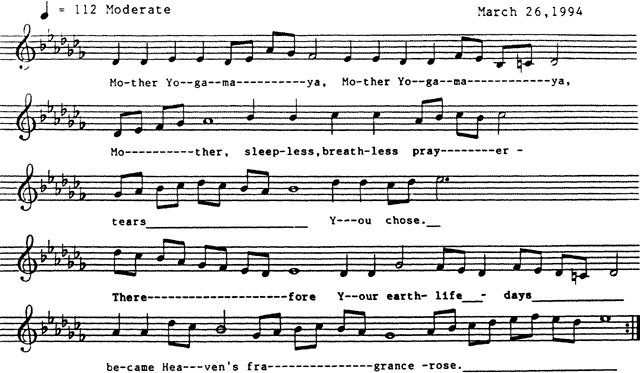 ♩ = 112 Moderate March 26,1994
Mo-ther Yo--ga--ma----------ya, Mo-ther Yo--ga--ma------------ya,
Mo----------ther, sleep-less,breath-less pray--------er -
tears____________________ Y---ou chose.__
There---------------------fore Y--our earth- life__- days____________
be-came Hea---ven's fra----------------grance -rose.____________________